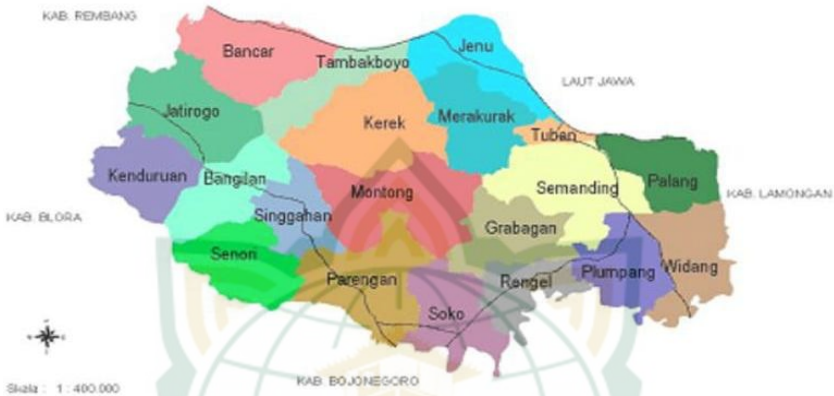 KAB. REMBANG
Bancar
Jenu
Tambakboyo
LAUT JAWA
Jatirogo
Kerek
Merakurak
Tuban
Kenduruan
Bangilan
Montong
Semanding
Palang
KAB. LAMONGAN
KAB. BLORA
Singgahan
Grabagan
Senori
Parengan
Rengel
Plumpang
Widang
Soko
KAB. BOJONEGORO
Skala : 1 : 400.000